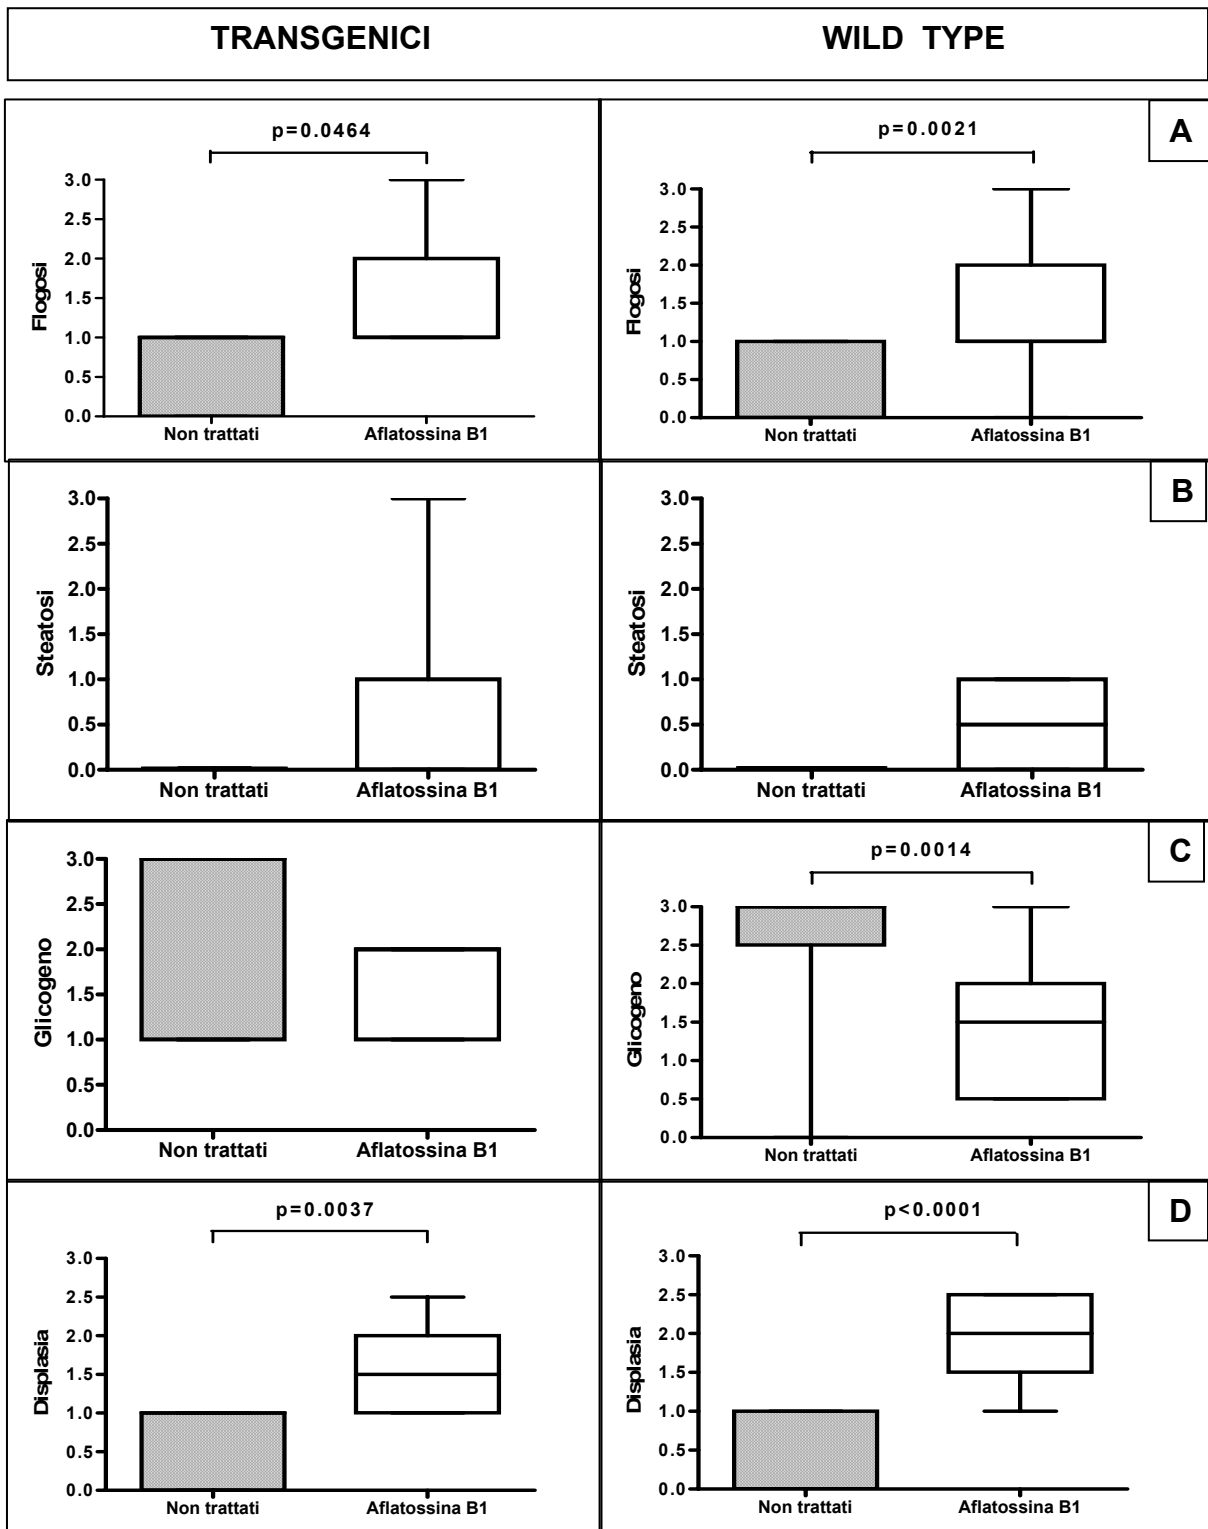 TRANSGENICI WILD TYPE
A
p=0.0464
Flogosi
3.0
2.5
2.0
1.5
1.0
0.5
0.0
Non trattati Aflatossina B1
p=0.0021
Flogosi
3.0
2.5
2.0
1.5
1.0
0.5
0.0
Non trattati Aflatossina B1
B
Steatosi
3.0
2.5
2.0
1.5
1.0
0.5
0.0
Non trattati Aflatossina B1
Steatosi
3.0
2.5
2.0
1.5
1.0
0.5
0.0
Non trattati Aflatossina B1
C
Glicogeno
3.0
2.5
2.0
1.5
1.0
0.5
0.0
Non trattati Aflatossina B1
p=0.0014
Glicogeno
3.0
2.5
2.0
1.5
1.0
0.5
0.0
Non trattati Aflatossina B1
D
p=0.0037
Displasia
3.0
2.5
2.0
1.5
1.0
0.5
0.0
Non trattati Aflatossina B1
p<0.0001
Displasia
3.0
2.5
2.0
1.5
1.0
0.5
0.0
Non trattati Aflatossina B1